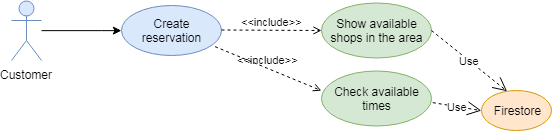 Customer
Create
reservation
<<include>>
<<include>>
Show available
shops in the area
Check available
times
Use
Use
Firestore